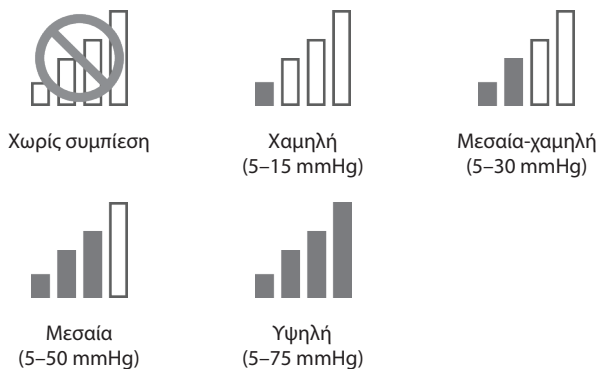 Χωρίς συμπίεση
Χαμηλή
(5–15 mmHg)
Μεσαία-χαμηλή
(5–30 mmHg)
Μεσαία
(5–50 mmHg)
Υψηλή
(5–75 mmHg)